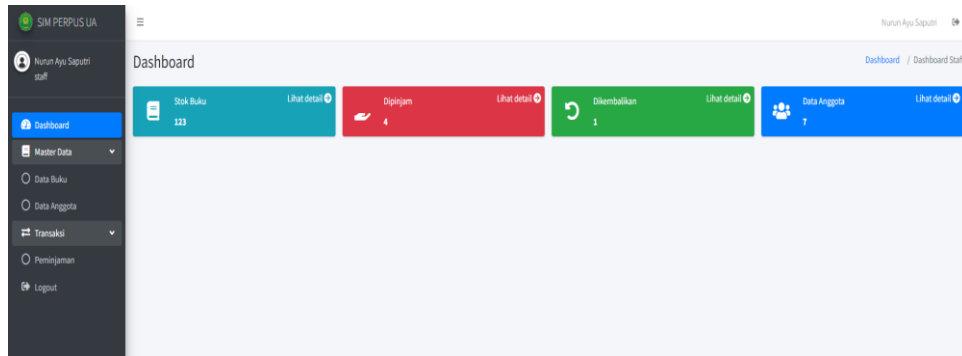 SIM PERPUS UA
Nurun Ayu Saputri
staff
Dashboard
Master Data
Data Buku
Data Anggota
Transaksi
Peminjaman
Logout
Nurun Ayu Saputri
Dashboard
Dashboard / Dashboard Staf
Stok Buku
Lihat detail
123
Dipinjam
Lihat detail
4
Dikembalikan
Lihat detail
1
Data Anggota
Lihat detail
7